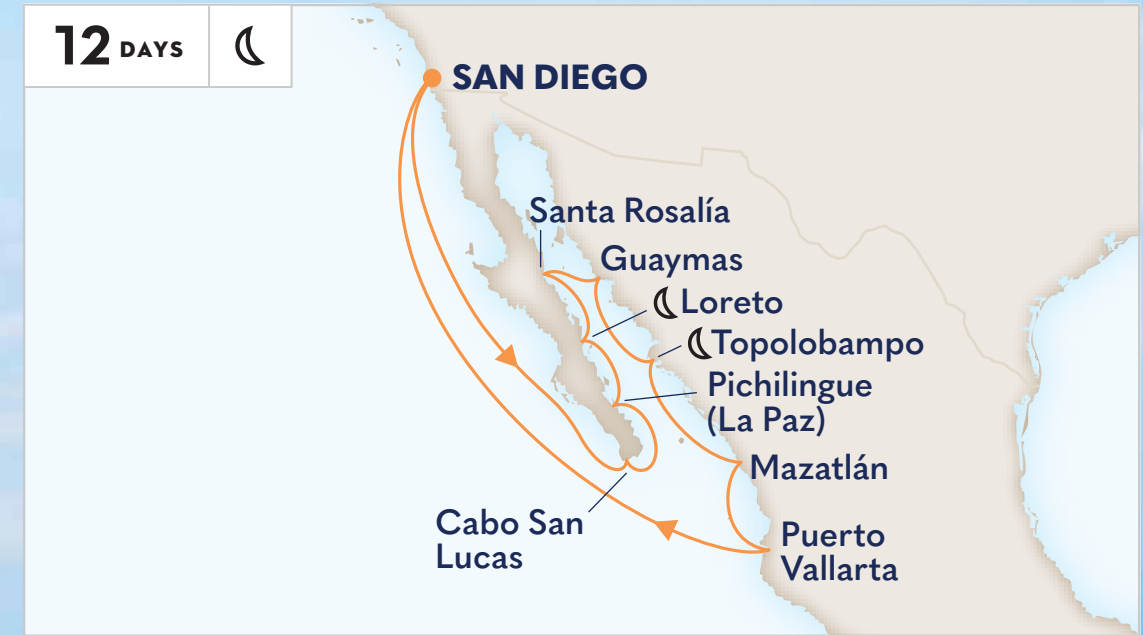 12 DAYS
SAN DIEGO
Santa Rosalía
Guaymas
Loreto
Topolobampo
Pichilingue
(La Paz)
Mazatlán
Cabo San
Lucas
Puerto
Vallarta